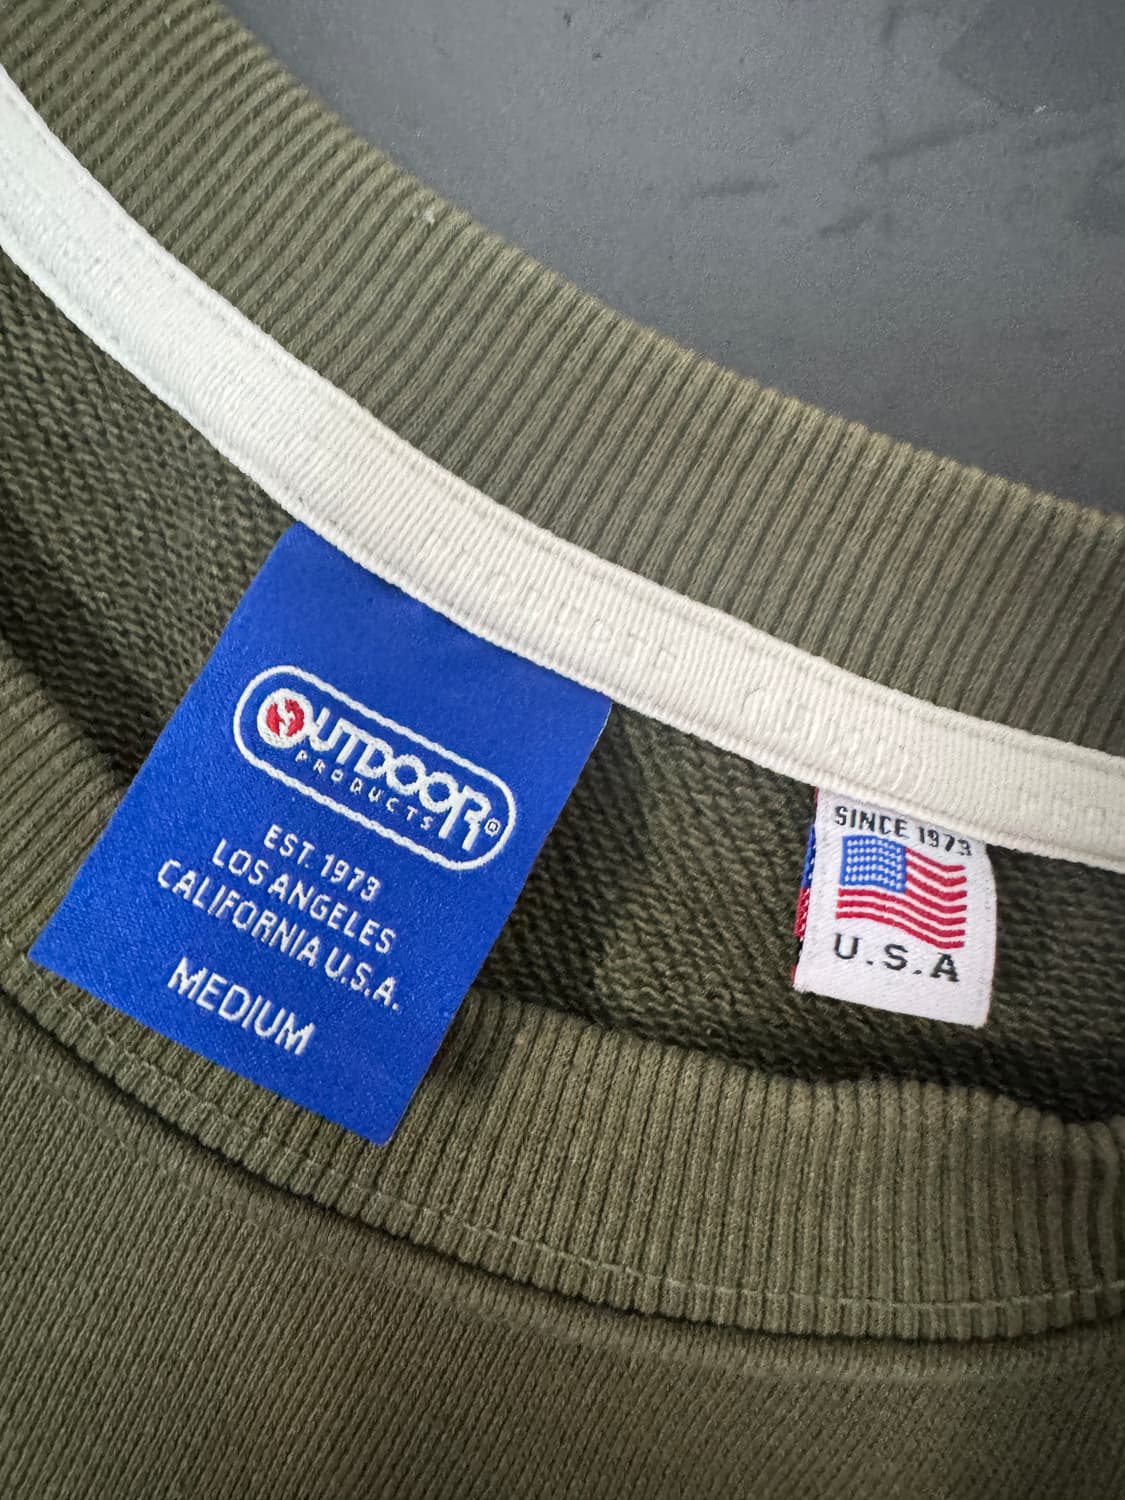 OUTDOOR®
PRODUCTS
EST. 1973
LOS ANGELES
CALIFORNIA U.S.A.
MEDIUM
SINCE 1973
U.S.A